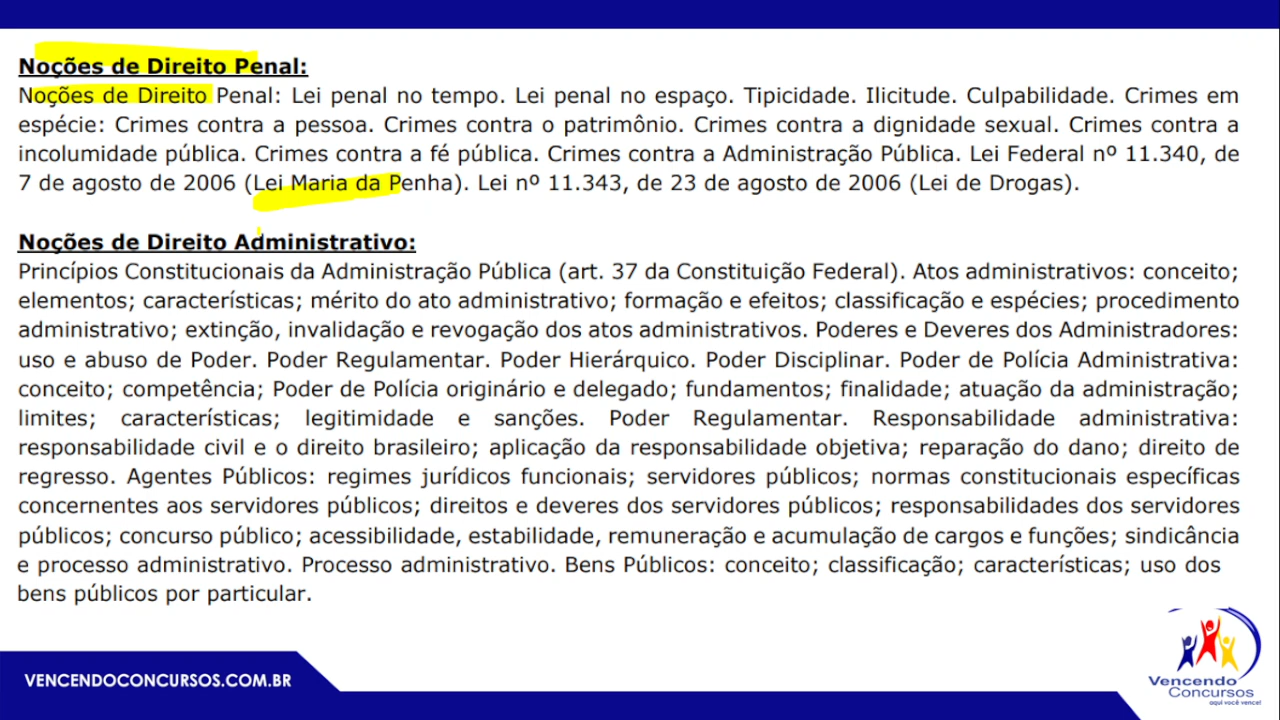 Noções de Direito Penal:
Noções de Direito Penal: Lei penal no tempo. Lei penal no espaço. Tipicidade. Ilicitude. Culpabilidade. Crimes em
espécie: Crimes contra a pessoa. Crimes contra o patrimônio. Crimes contra a dignidade sexual. Crimes contra a
incolumidade pública. Crimes contra a fé pública. Crimes contra a Administração Pública. Lei Federal nº 11.340, de
7 de agosto de 2006 (Lei Maria da Penha). Lei nº 11.343, de 23 de agosto de 2006 (Lei de Drogas).
Noções de Direito Administrativo:
Princípios Constitucionais da Administração Pública (art. 37 da Constituição Federal). Atos administrativos: conceito;
elementos; características; mérito do ato administrativo; formação e efeitos; classificação e espécies; procedimento
administrativo; extinção, invalidação e revogação dos atos administrativos. Poderes e Deveres dos Administradores:
uso e abuso de Poder. Poder Regulamentar. Poder Hierárquico. Poder Disciplinar. Poder de Polícia Administrativa:
conceito; competência; Poder de Polícia originário e delegado; fundamentos; finalidade; atuação da administração;
limites; características; legitimidade e sanções. Poder Regulamentar. Responsabilidade administrativa:
responsabilidade civil e o direito brasileiro; aplicação da responsabilidade objetiva; reparação do dano; direito de
regresso. Agentes Públicos: regimes jurídicos funcionais; servidores públicos; normas constitucionais específicas
concernentes aos servidores públicos; direitos e deveres dos servidores públicos; responsabilidades dos servidores
públicos; concurso público; acessibilidade, estabilidade, remuneração e acumulação de cargos e funções; sindicância
e processo administrativo. Processo administrativo. Bens Públicos: conceito; classificação; características; uso dos
bens públicos por particular.
VENCENDOCONCURSOS.COM.BR
Vencendo
Concursos
aqui você vence!